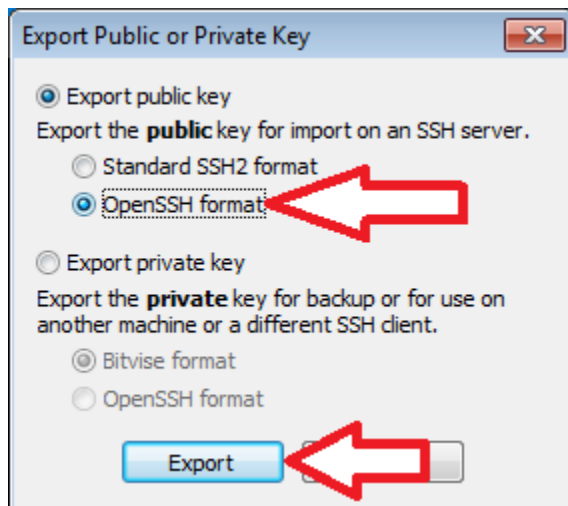 Export Public or Private Key
Export public key
Export the public key for import on an SSH server.
Standard SSH2 format
OpenSSH format
Export private key
Export the private key for backup or for use on
another machine or a different SSH client.
Bitvise format
OpenSSH format
Export